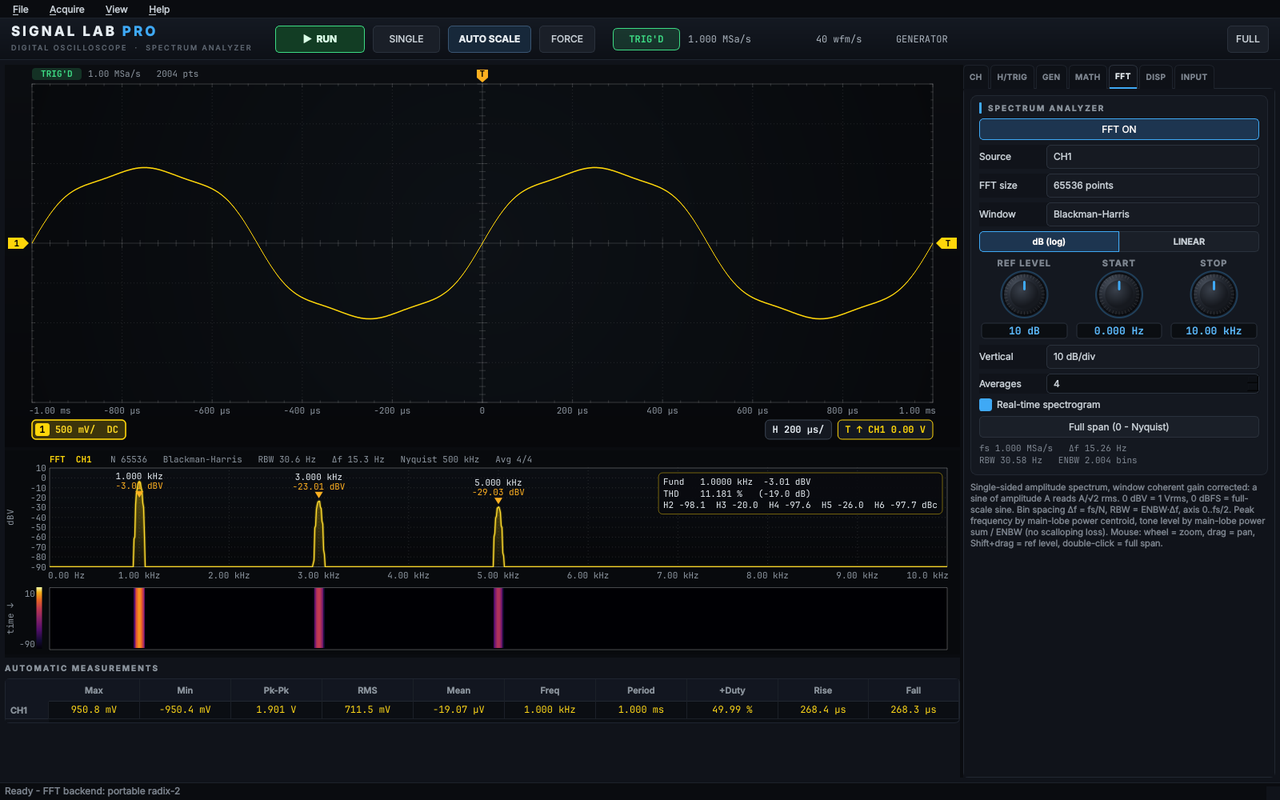 File Acquire View Help
SIGNAL LAB PRO
DIGITAL OSCILLOSCOPE · SPECTRUM ANALYZER
▶ RUN SINGLE AUTO SCALE FORCE TRIG'D 1.000 MSa/s 40 wfm/s GENERATOR FULL
TRIG'D 1.00 MSa/s 2004 pts
T
1
T
-1.00 ms -800 µs -600 µs -400 µs -200 µs 0 200 µs 400 µs 600 µs 800 µs 1.00 ms
1 500 mV/ DC H 200 µs/ T ↑ CH1 0.00 V
FFT CH1 N 65536 Blackman-Harris RBW 30.6 Hz Δf 15.3 Hz Nyquist 500 kHz Avg 4/4
10
0
-10
-20
-30
-40
-50
-60
-70
-80
-90
dBV
1.000 kHz
-3.01 dBV
3.000 kHz
-23.01 dBV
5.000 kHz
-29.03 dBV
Fund 1.0000 kHz -3.01 dBV
THD 11.181 % (-19.0 dB)
H2 -98.1 H3 -20.0 H4 -97.6 H5 -26.0 H6 -97.7 dBc
0.00 Hz 1.00 kHz 2.00 kHz 3.00 kHz 4.00 kHz 5.00 kHz 6.00 kHz 7.00 kHz 8.00 kHz 9.00 kHz 10.0 kHz
10
time →
-90
AUTOMATIC MEASUREMENTS
Max Min Pk-Pk RMS Mean Freq Period +Duty Rise Fall
CH1 950.8 mV -950.4 mV 1.901 V 711.5 mV -19.07 µV 1.000 kHz 1.000 ms 49.99 % 268.4 µs 268.3 µs
CH H/TRIG GEN MATH FFT DISP INPUT
SPECTRUM ANALYZER
FFT ON
Source CH1
FFT size 65536 points
Window Blackman-Harris
dB (log) LINEAR
REF LEVEL START STOP
10 dB 0.000 Hz 10.00 kHz
Vertical 10 dB/div
Averages 4
Real-time spectrogram
Full span (0 - Nyquist)
fs 1.000 MSa/s Δf 15.26 Hz
RBW 30.58 Hz ENBW 2.004 bins
Single-sided amplitude spectrum, window coherent gain corrected: a
sine of amplitude A reads A/√2 rms. 0 dBV = 1 Vrms, 0 dBFS = full-
scale sine. Bin spacing Δf = fs/N, RBW = ENBW·Δf, axis 0..fs/2. Peak
frequency by main-lobe power centroid, tone level by main-lobe power
sum / ENBW (no scalloping loss). Mouse: wheel = zoom, drag = pan,
Shift+drag = ref level, double-click = full span.
Ready - FFT backend: portable radix-2